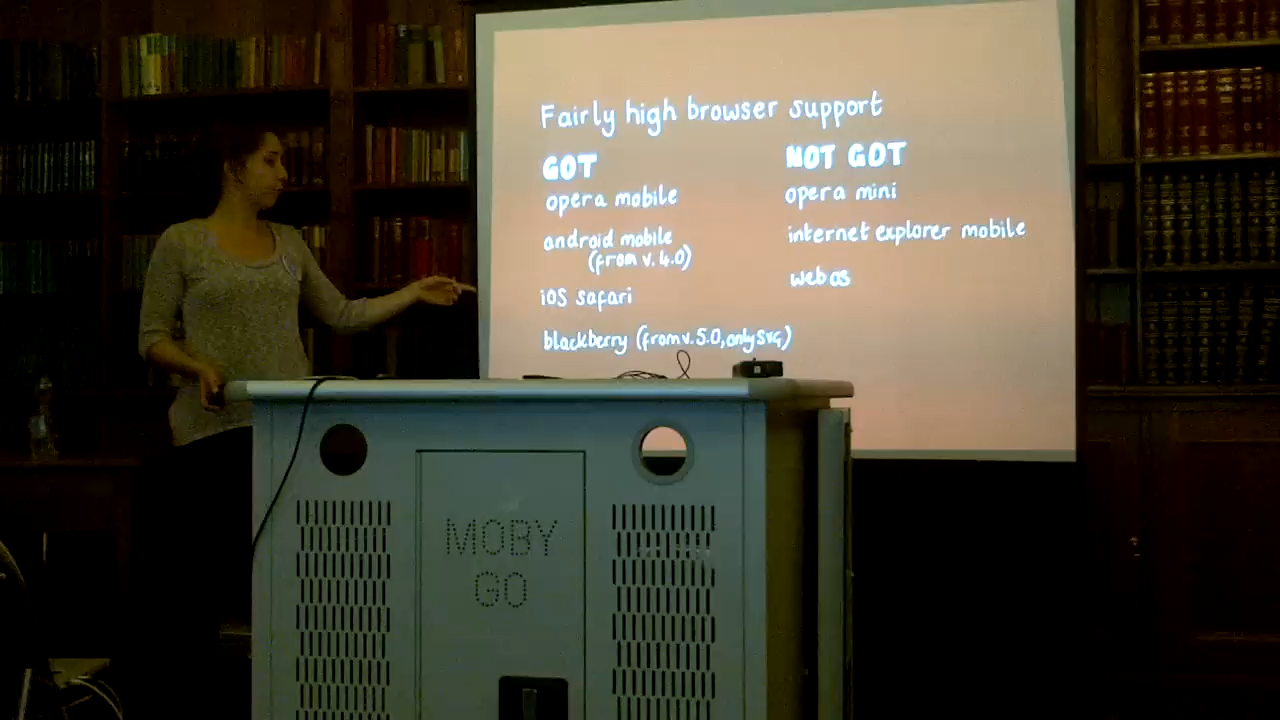 Fairly high browser support
GOT
opera mobile
android mobile
(from v. 4.0)
iOS safari
blackberry (from v. 5.0, only svg)
NOT GOT
opera mini
internet explorer mobile
webos
MOBY
GO